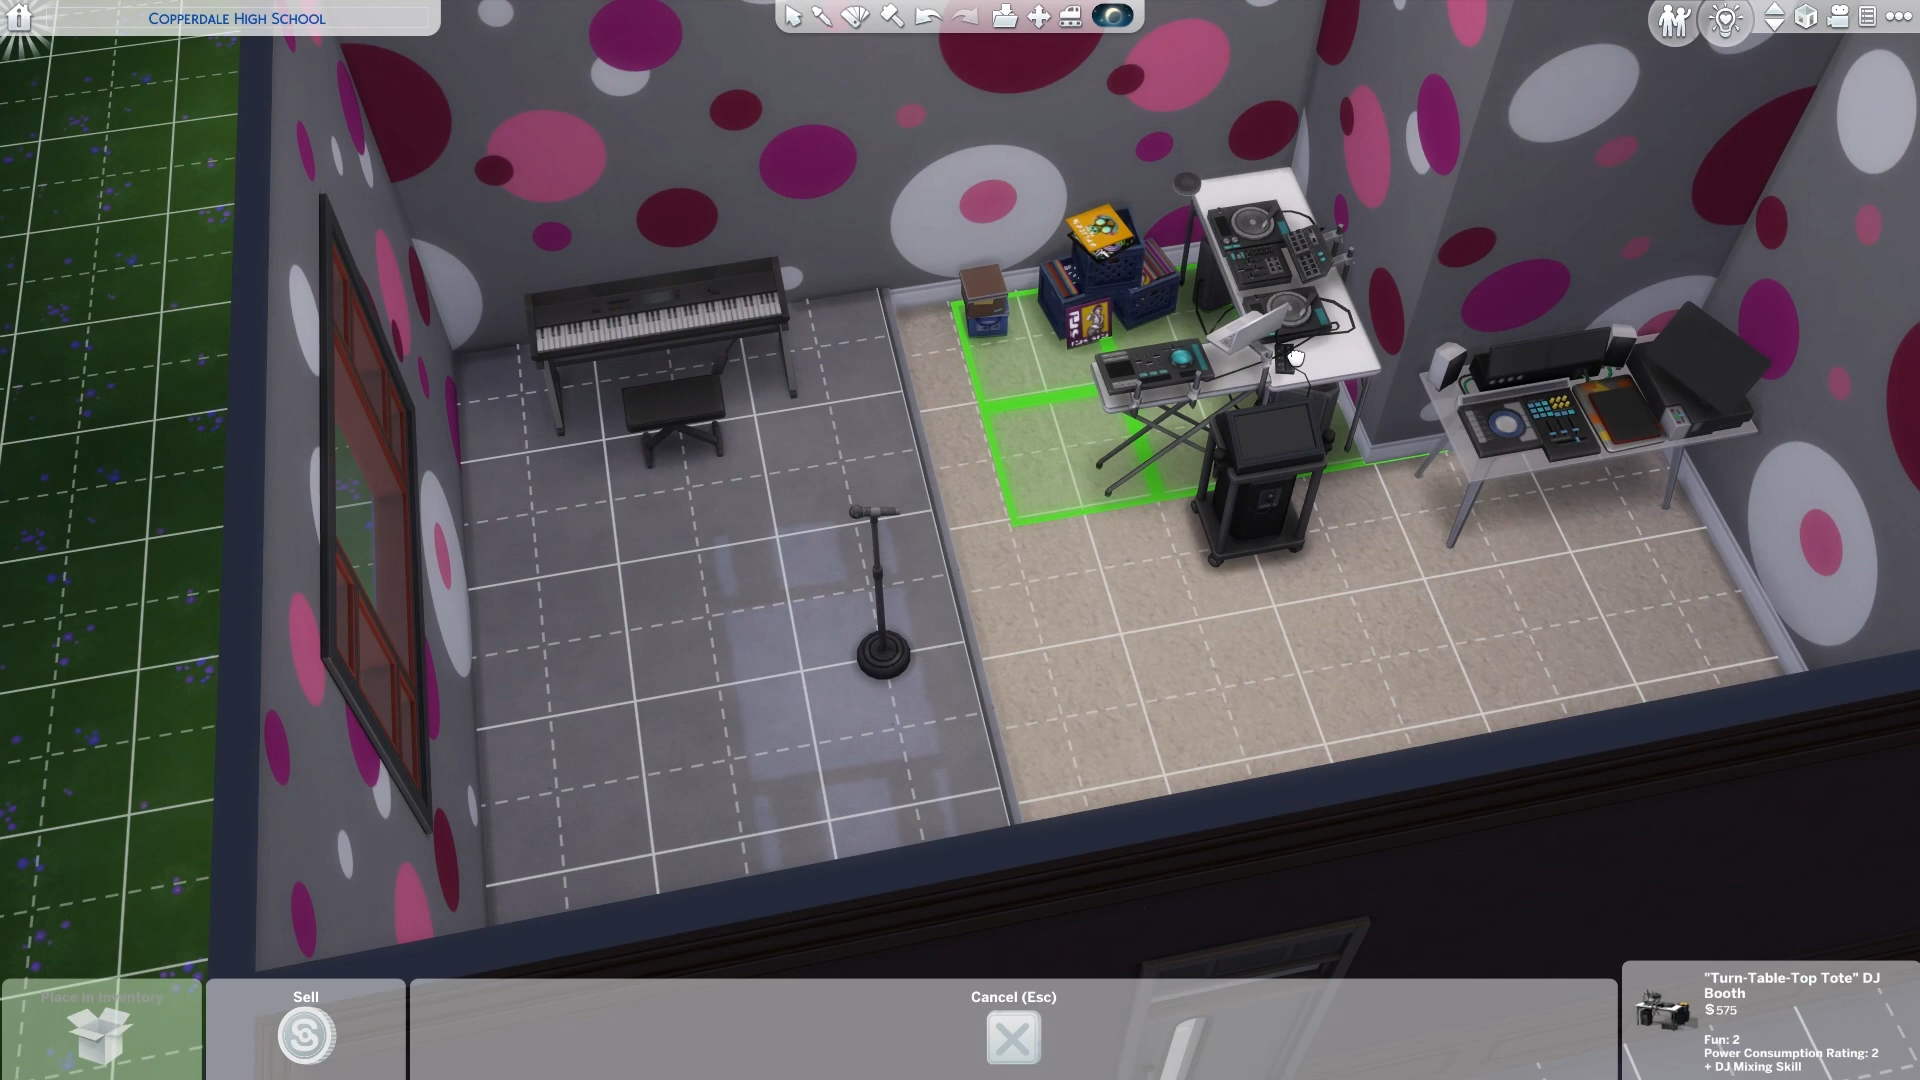 Copperdale High School
Place in Inventory
Sell
Cancel (Esc)
"Turn-Table-Top Tote" DJ
Booth
§575
Fun: 2
Power Consumption Rating: 2
+ DJ Mixing Skill